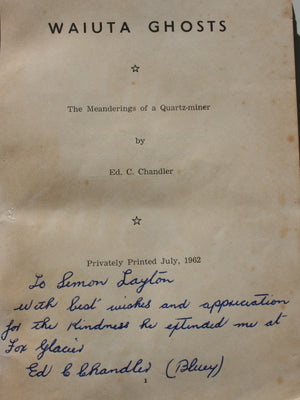 WAIUTA GHOSTS
☆
The Meanderings of a Quartz-miner
by
Ed. C. Chandler
☆
Privately Printed July, 1962
To Simon Layton
with best wishes and appreciation
for the Kindness he extended me at
Fox Glacier
Ed C Chandler (Bluey)
1